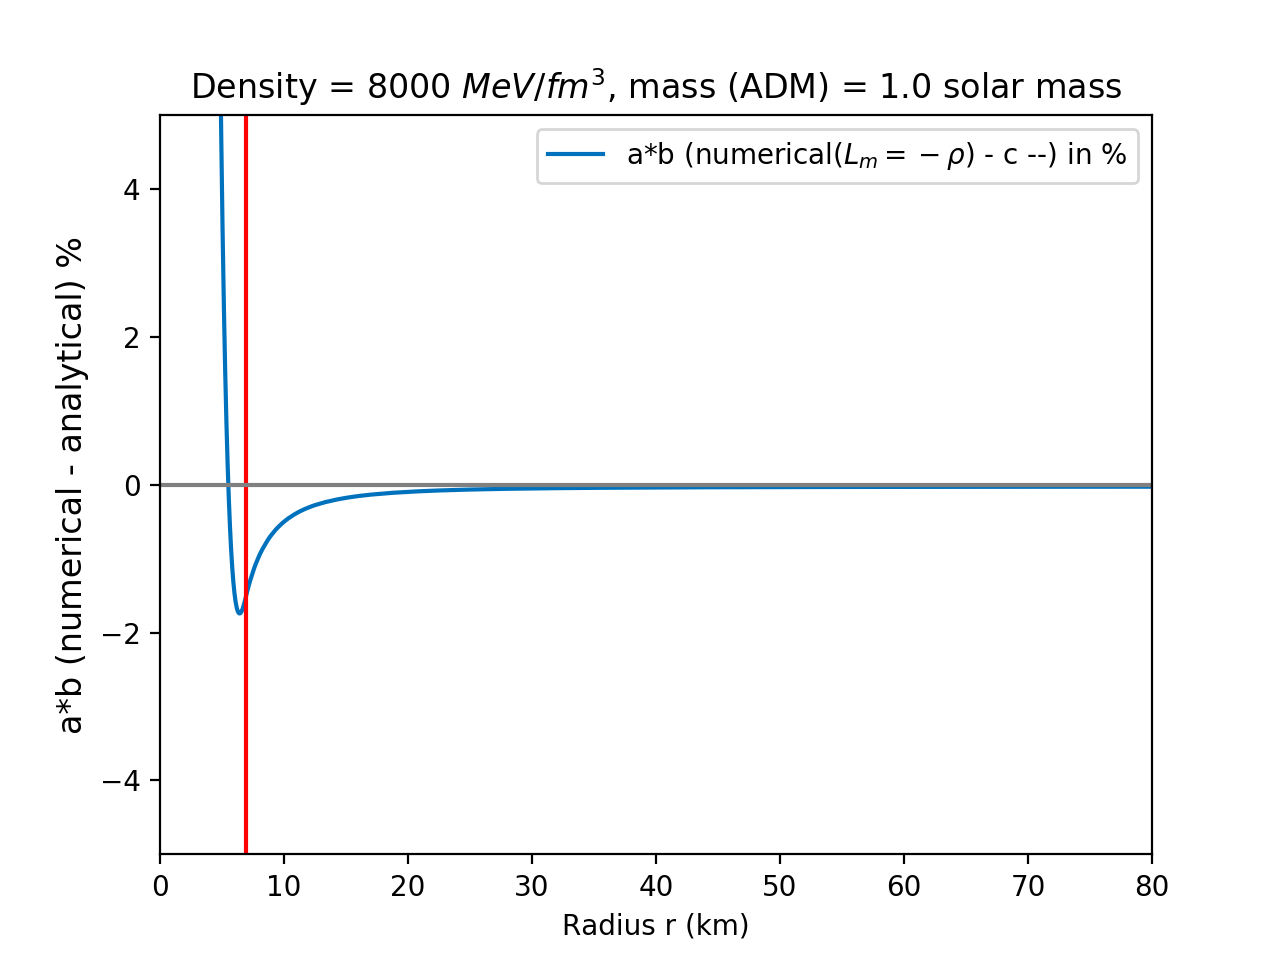 Density = 8000 MeV/fm³, mass (ADM) = 1.0 solar mass
a*b (numerical(Lₘ = − ρ) - c --) in %
a*b (numerical - analytical) %
4
2
0
−2
−4
0 10 20 30 40 50 60 70 80
Radius r (km)